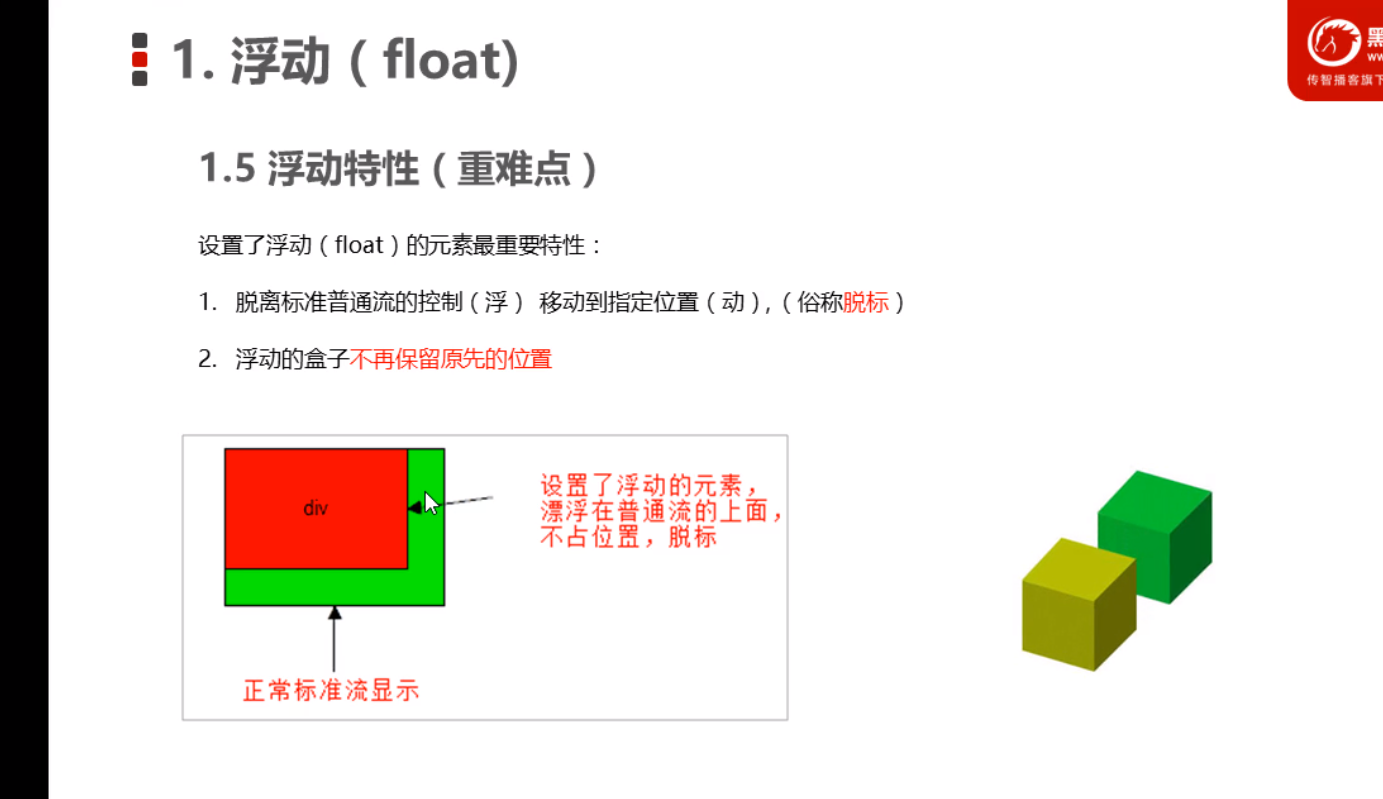 1. 浮动（float)
黑
ww
传智播客旗下
1.5 浮动特性（重难点）
设置了浮动（float）的元素最重要特性：
1. 脱离标准普通流的控制（浮） 移动到指定位置（动）,（俗称脱标）
2. 浮动的盒子不再保留原先的位置
div
设置了浮动的元素，
漂浮在普通流的上面，
不占位置，脱标
正常标准流显示